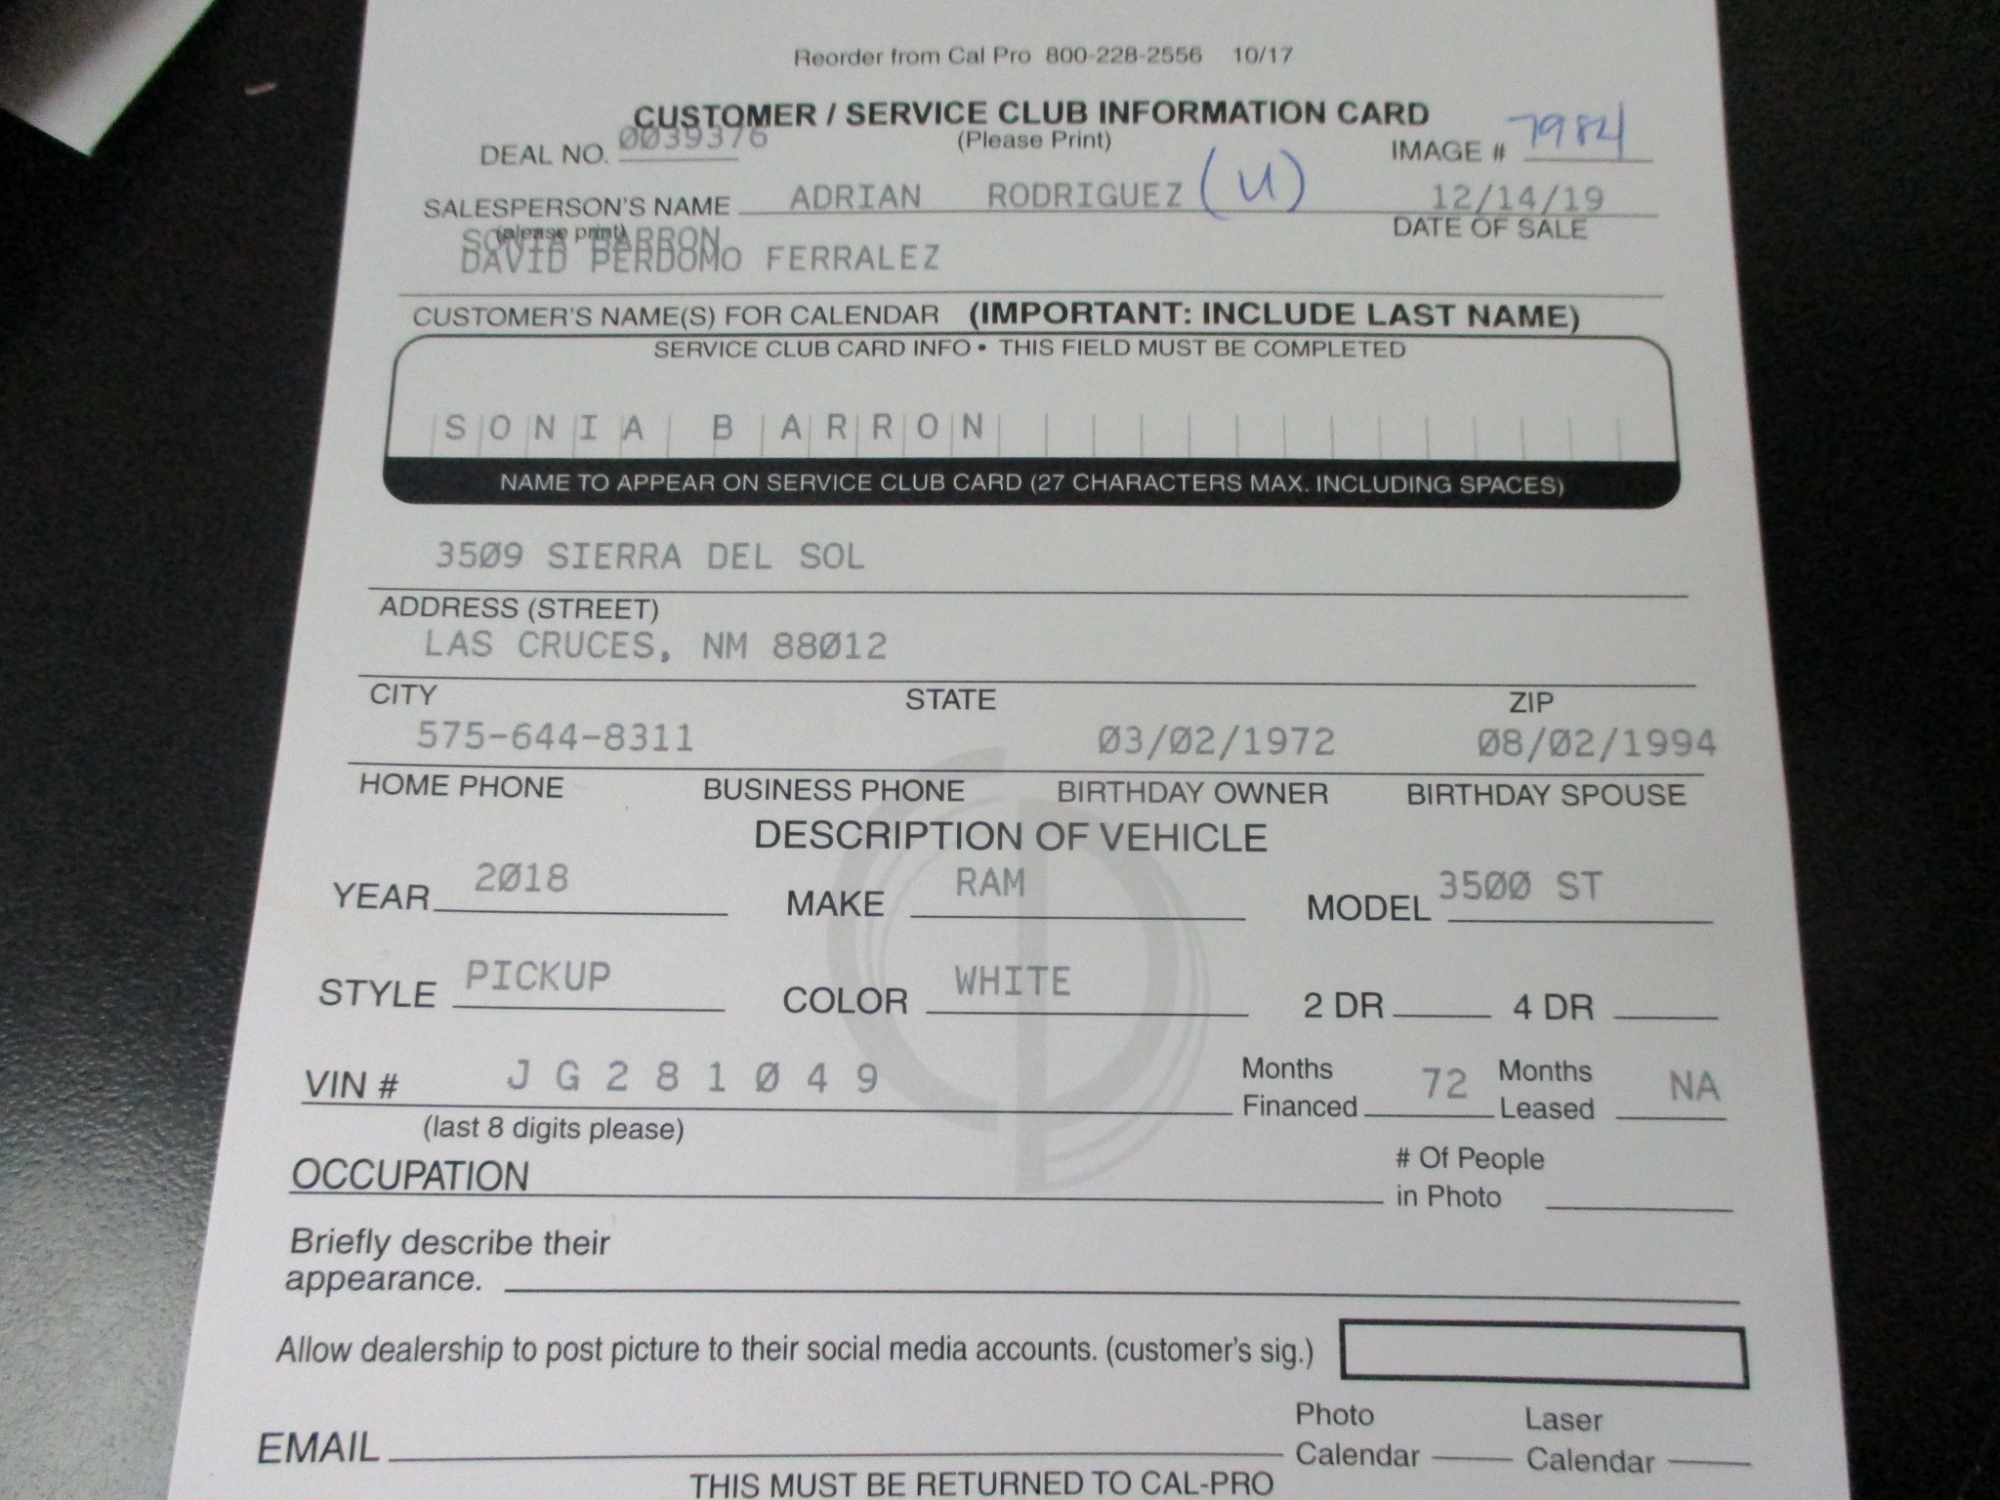 Reorder from Cal Pro 800-228-2556 10/17
CUSTOMER / SERVICE CLUB INFORMATION CARD
(Please Print)
DEAL NO. 0039376
IMAGE # 7984
SALESPERSON'S NAME ADRIAN RODRIGUEZ (U) 12/14/19
(please print) DATE OF SALE
SONIA BARRON
DAVID PERDOMO FERRALEZ
CUSTOMER'S NAME(S) FOR CALENDAR (IMPORTANT: INCLUDE LAST NAME)
SERVICE CLUB CARD INFO • THIS FIELD MUST BE COMPLETED
SONIA BARRON
NAME TO APPEAR ON SERVICE CLUB CARD (27 CHARACTERS MAX. INCLUDING SPACES)
3509 SIERRA DEL SOL
ADDRESS (STREET)
LAS CRUCES, NM 88012
CITY STATE ZIP
575-644-8311 03/02/1972 08/02/1994
HOME PHONE BUSINESS PHONE BIRTHDAY OWNER BIRTHDAY SPOUSE
DESCRIPTION OF VEHICLE
YEAR 2018 MAKE RAM MODEL 3500 ST
STYLE PICKUP COLOR WHITE 2 DR 4 DR
VIN # J G 2 8 1 0 4 9 Months Financed 72 Months Leased NA
(last 8 digits please)
OCCUPATION # Of People in Photo
Briefly describe their
appearance.
Allow dealership to post picture to their social media accounts. (customer's sig.)
EMAIL Photo Calendar Laser Calendar
THIS MUST BE RETURNED TO CAL-PRO